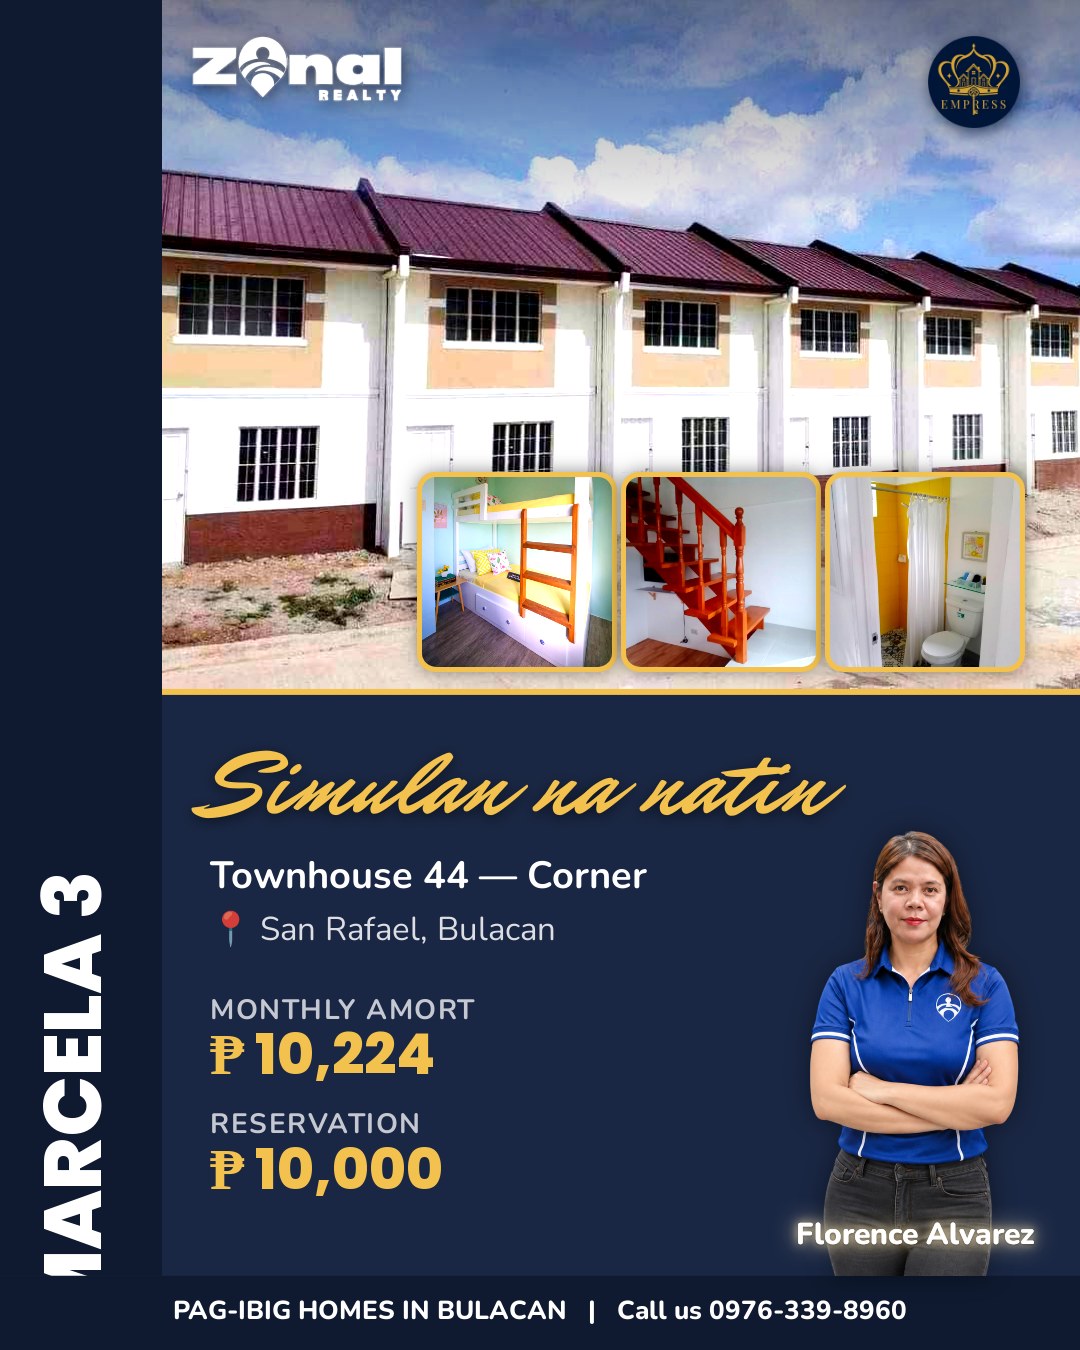 Zonal
REALTY
EMPRESS
Simulan na natin
Townhouse 44 — Corner
San Rafael, Bulacan
MONTHLY AMORT
₱ 10,224
RESERVATION
₱ 10,000
MARCELA 3
Florence Alvarez
PAG-IBIG HOMES IN BULACAN | Call us 0976-339-8960